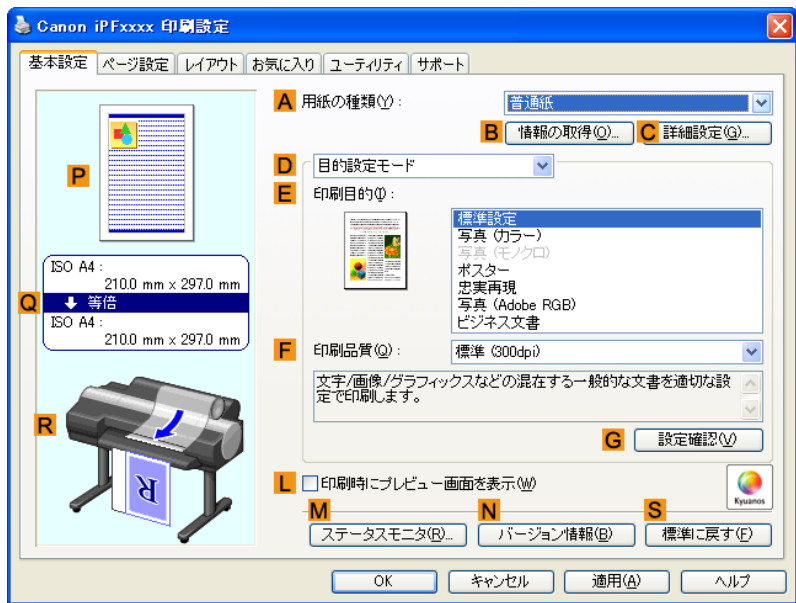 Canon iPFxxxx 印刷設定
基本設定 ページ設定 レイアウト お気に入り ユーティリティ サポート
A 用紙の種類(Y): 普通紙
B 情報の取得(O)... C 詳細設定(G)...
D 目的設定モード
E 印刷目的(I):
標準設定
写真 (カラー)
写真 (モノクロ)
ポスター
忠実再現
写真 (Adobe RGB)
ビジネス文書
F 印刷品質(Q): 標準 (300dpi)
文字/画像/グラフィックスなどの混在する一般的な文書を適切な設
定で印刷します。
G 設定確認(V)
P
Q
ISO A4 :
210.0 mm x 297.0 mm
等倍
ISO A4 :
210.0 mm x 297.0 mm
R
R
L 印刷時にプレビュー画面を表示(W)
Kyuanos
M ステータスモニタ(R)... N バージョン情報(B) S 標準に戻す(F)
OK キャンセル 適用(A) ヘルプ